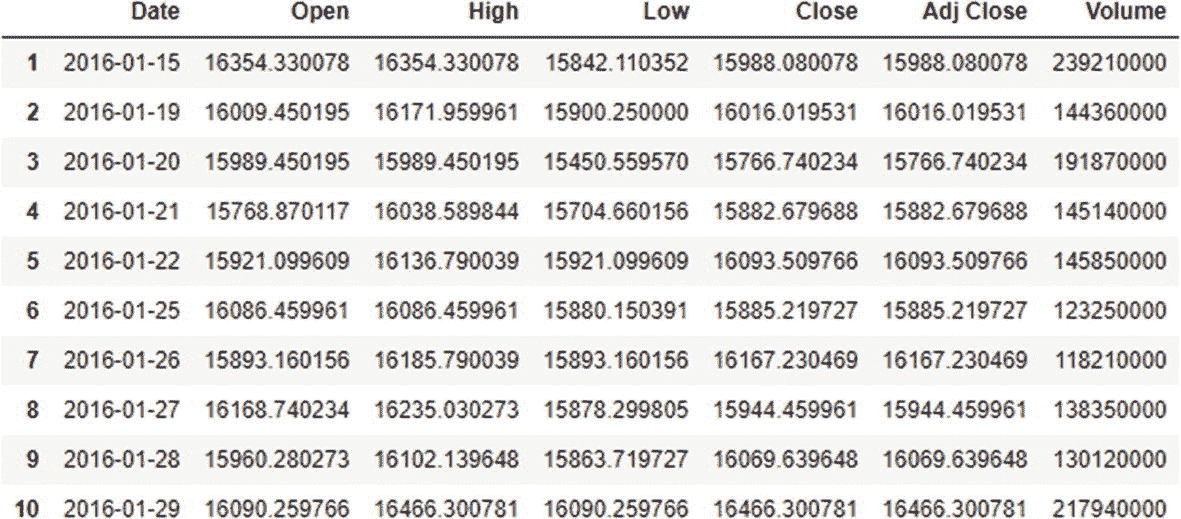 Date Open High Low Close Adj Close Volume
1 2016-01-15 16354.330078 16354.330078 15842.110352 15988.080078 15988.080078 239210000
2 2016-01-19 16009.450195 16171.959961 15900.250000 16016.019531 16016.019531 144360000
3 2016-01-20 15989.450195 15989.450195 15450.559570 15766.740234 15766.740234 191870000
4 2016-01-21 15768.870117 16038.589844 15704.660156 15882.679688 15882.679688 145140000
5 2016-01-22 15921.099609 16136.790039 15921.099609 16093.509766 16093.509766 145850000
6 2016-01-25 16086.459961 16086.459961 15880.150391 15885.219727 15885.219727 123250000
7 2016-01-26 15893.160156 16185.790039 15893.160156 16167.230469 16167.230469 118210000
8 2016-01-27 16168.740234 16235.030273 15878.299805 15944.459961 15944.459961 138350000
9 2016-01-28 15960.280273 16102.139648 15863.719727 16069.639648 16069.639648 130120000
10 2016-01-29 16090.259766 16466.300781 16090.259766 16466.300781 16466.300781 217940000